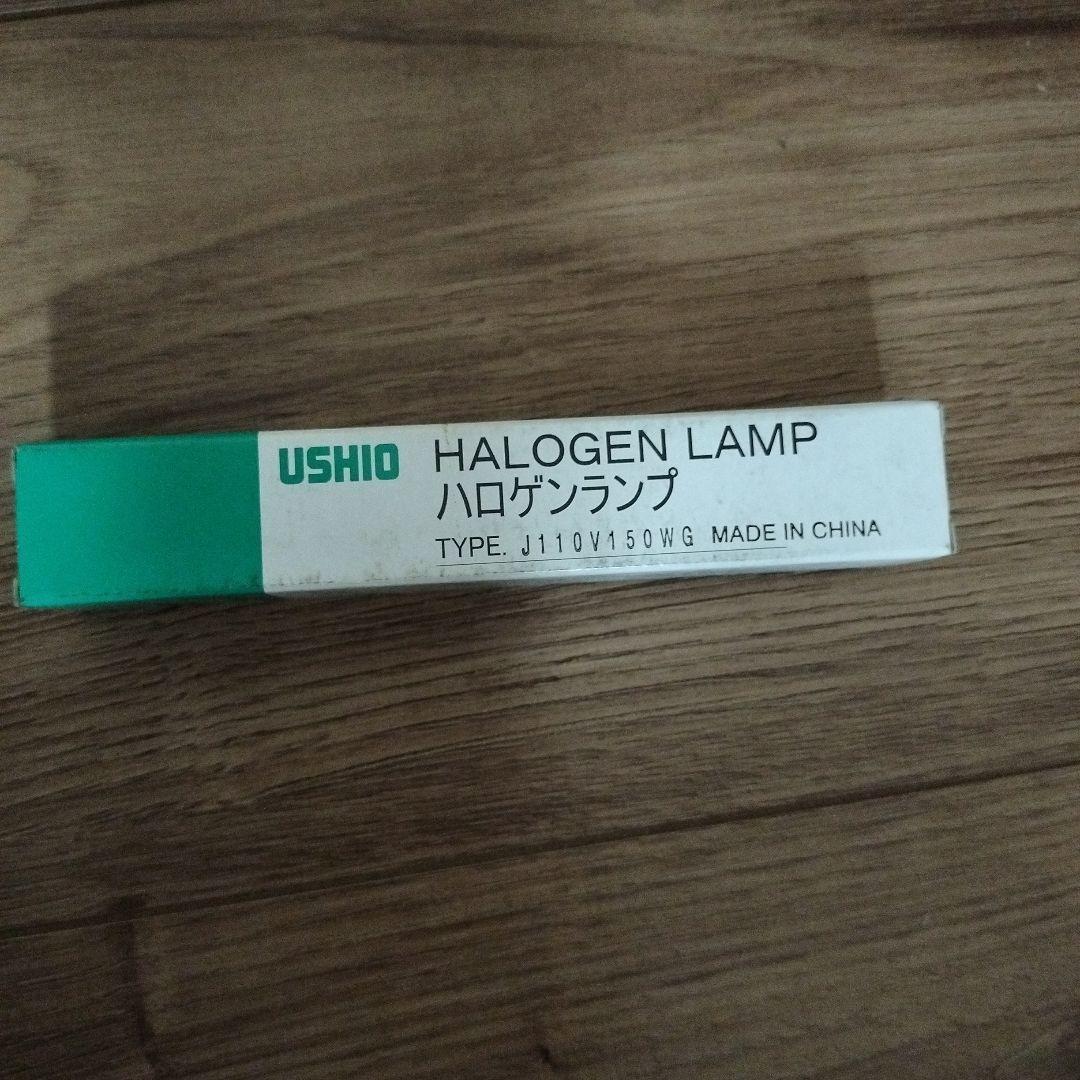 USHIO
HALOGEN LAMP
ハロゲンランプ
TYPE. J110V150WG MADE IN CHINA